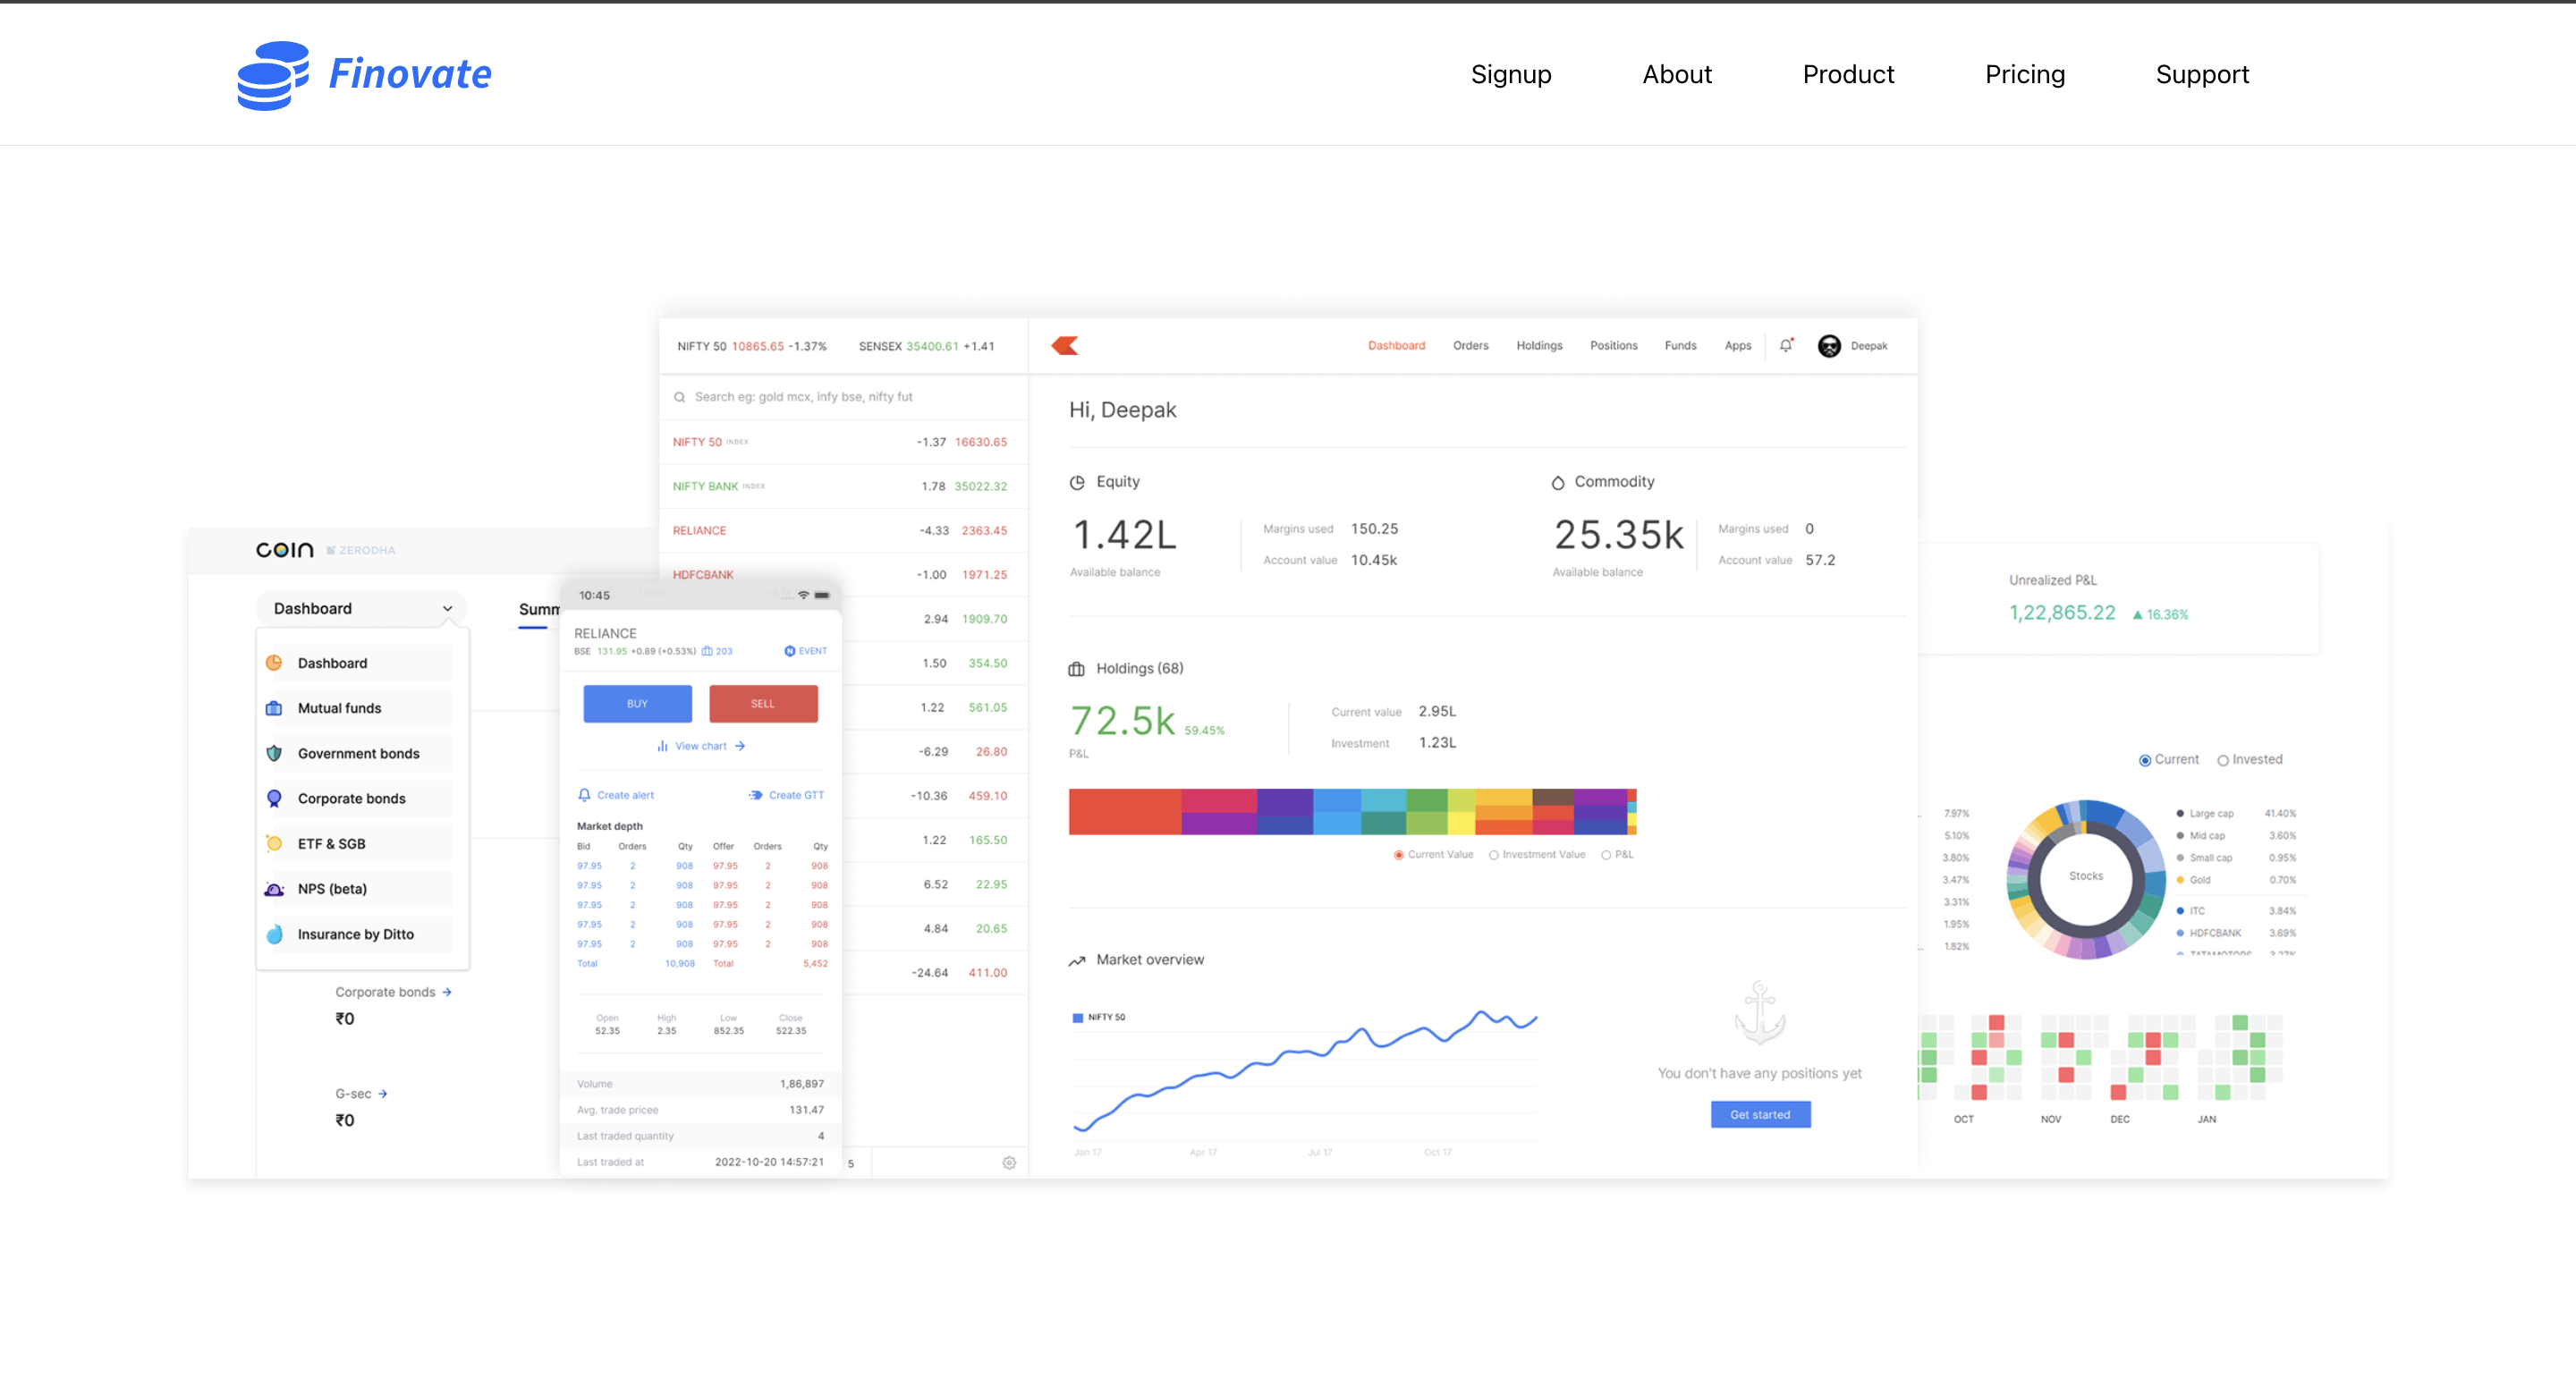 Finovate
Signup About Product Pricing Support
NIFTY 50 10865.65 -1.37% SENSEX 35400.61 +1.41
Dashboard Orders Holdings Positions Funds Apps Deepak
Search eg: gold mcx, infy bse, nifty fut
NIFTY 50 INDEX -1.37 16630.65
NIFTY BANK INDEX 1.78 35022.32
RELIANCE -4.33 2363.45
HDFCBANK -1.00 1971.25
2.94 1909.70
1.50 354.50
1.22 561.05
-6.29 26.80
-10.36 459.10
1.22 165.50
6.52 22.95
4.84 20.65
-24.64 411.00
5
Hi, Deepak
Equity
1.42L
Available balance
Margins used 150.25
Account value 10.45k
Commodity
25.35k
Available balance
Margins used 0
Account value 57.2
Holdings (68)
72.5k 59.45%
P&L
Current value 2.95L
Investment 1.23L
Current Value Investment Value P&L
Market overview
NIFTY 50
Jan 17 Apr 17 Jul 17 Oct 17
You don't have any positions yet
Get started
COIN ZERODHA
Dashboard
Summ
Dashboard
Mutual funds
Government bonds
Corporate bonds
ETF & SGB
NPS (beta)
Insurance by Ditto
Corporate bonds
₹0
G-sec
₹0
10:45
RELIANCE
BSE 131.95 +0.89 (+0.53%) 203 EVENT
BUY SELL
View chart
Create alert Create GTT
Market depth
Bid Orders Qty Offer Orders Qty
97.95 2 908 97.95 2 908
97.95 2 908 97.95 2 908
97.95 2 908 97.95 2 908
97.95 2 908 97.95 2 908
97.95 2 908 97.95 2 908
Total 10,908 Total 5,452
Open High Low Close
52.35 2.35 852.35 522.35
Volume 1,86,897
Avg. trade pricee 131.47
Last traded quantity 4
Last traded at 2022-10-20 14:57:21
Unrealized P&L
1,22,865.22 16.36%
Current Invested
7.97%
5.10%
3.80%
3.47%
3.31%
1.95%
1.82%
Stocks
Large cap 41.40%
Mid cap 3.60%
Small cap 0.95%
Gold 0.70%
ITC 3.84%
HDFCBANK 3.69%
TATAMOTORS 3.27%
OCT NOV DEC JAN